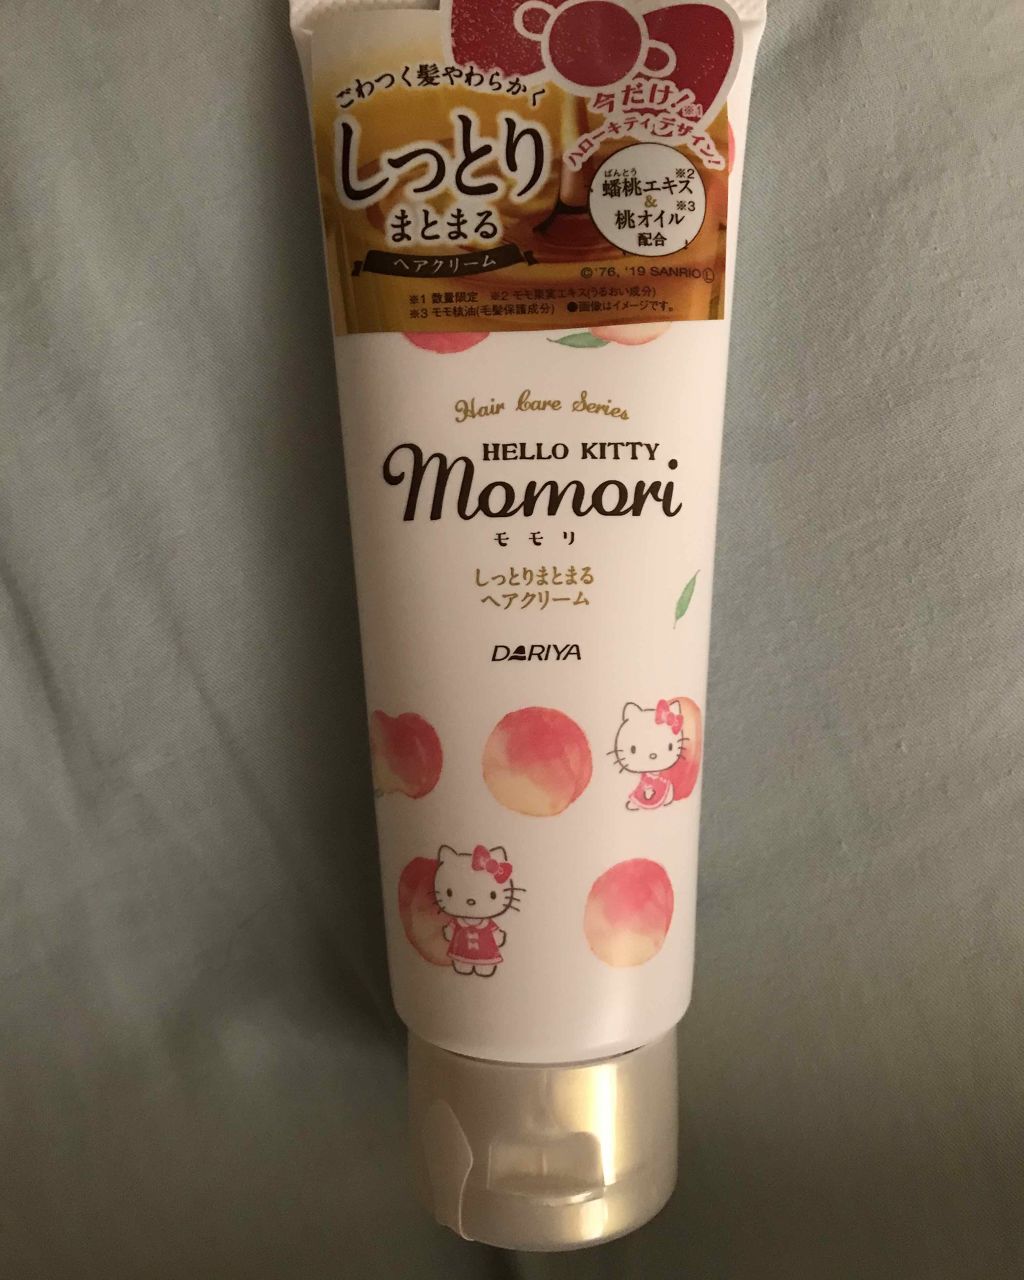 ごわつく髪やわらかく
しっとり
まとまる
ヘアクリーム
今だけ!※1
ハローキティデザイン!
ばんとう
蟠桃エキス※2
&
桃オイル※3
配合
©'76, '19 SANRIO Ⓛ
※1 数量限定 ※2 モモ果実エキス(うるおい成分)
※3 モモ核油(毛髪保護成分) ●画像はイメージです。
Hair Care Series
HELLO KITTY
Momori
モモリ
しっとりまとまる
ヘアクリーム
DARIYA